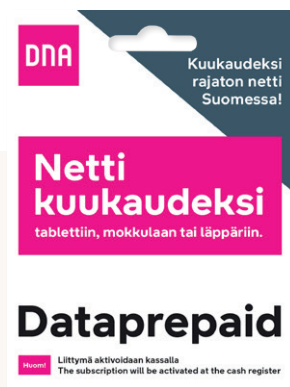 DNA
Kuukaudeksi
rajaton netti
Suomessa!
Netti
kuukaudeksi
tablettiin, mokkulaan tai läppäriin.
Dataprepaid
Huom!
Liittymä aktivoidaan kassalla
The subscription will be activated at the cash register